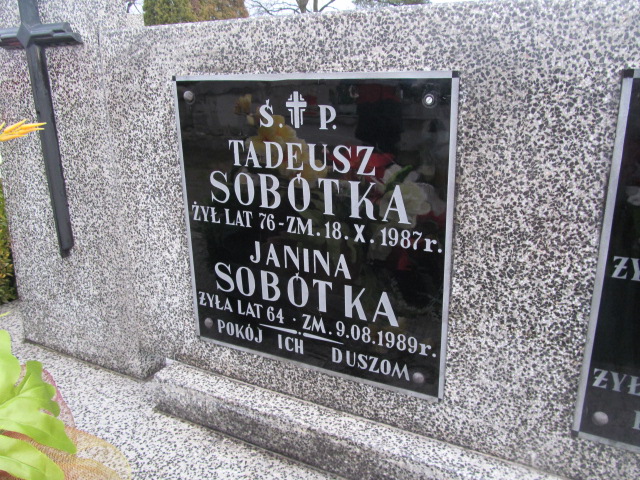 Ś P.
TADEUSZ
SOBÓTKA
ŻYŁ LAT 76 - ZM. 18. X. 1987 r.
JANINA
SOBÓTKA
ŻYŁA LAT 64 · ZM. 9.08.1989 r.
POKÓJ ICH DUSZOM